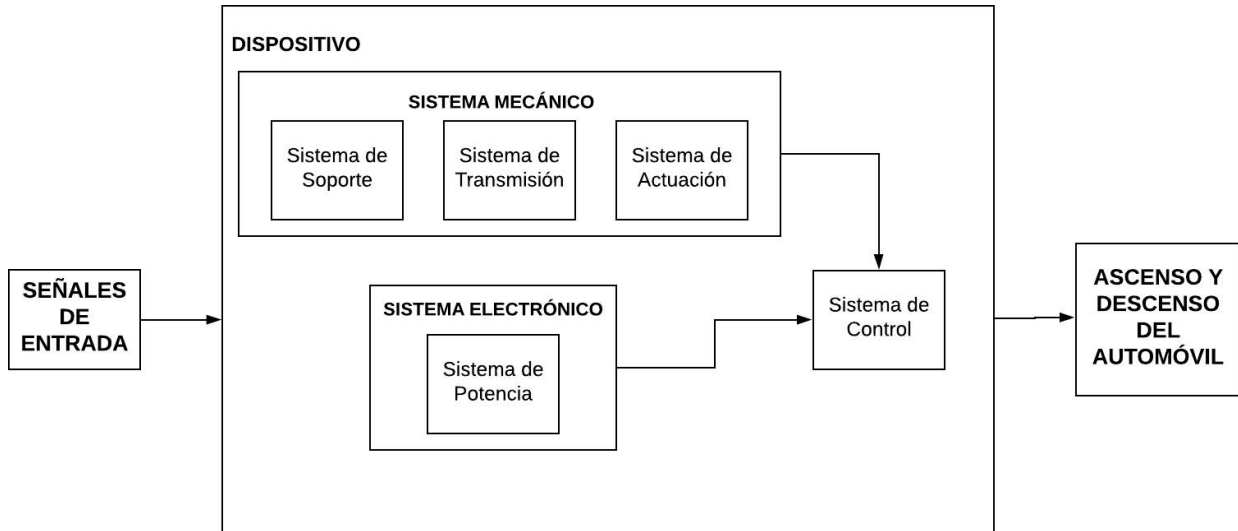 DISPOSITIVO
SISTEMA MECÁNICO
Sistema de
Soporte
Sistema de
Transmisión
Sistema de
Actuación
SEÑALES
DE
ENTRADA
SISTEMA ELECTRÓNICO
Sistema de
Potencia
Sistema de
Control
ASCENSO Y
DESCENSO
DEL
AUTOMÓVIL